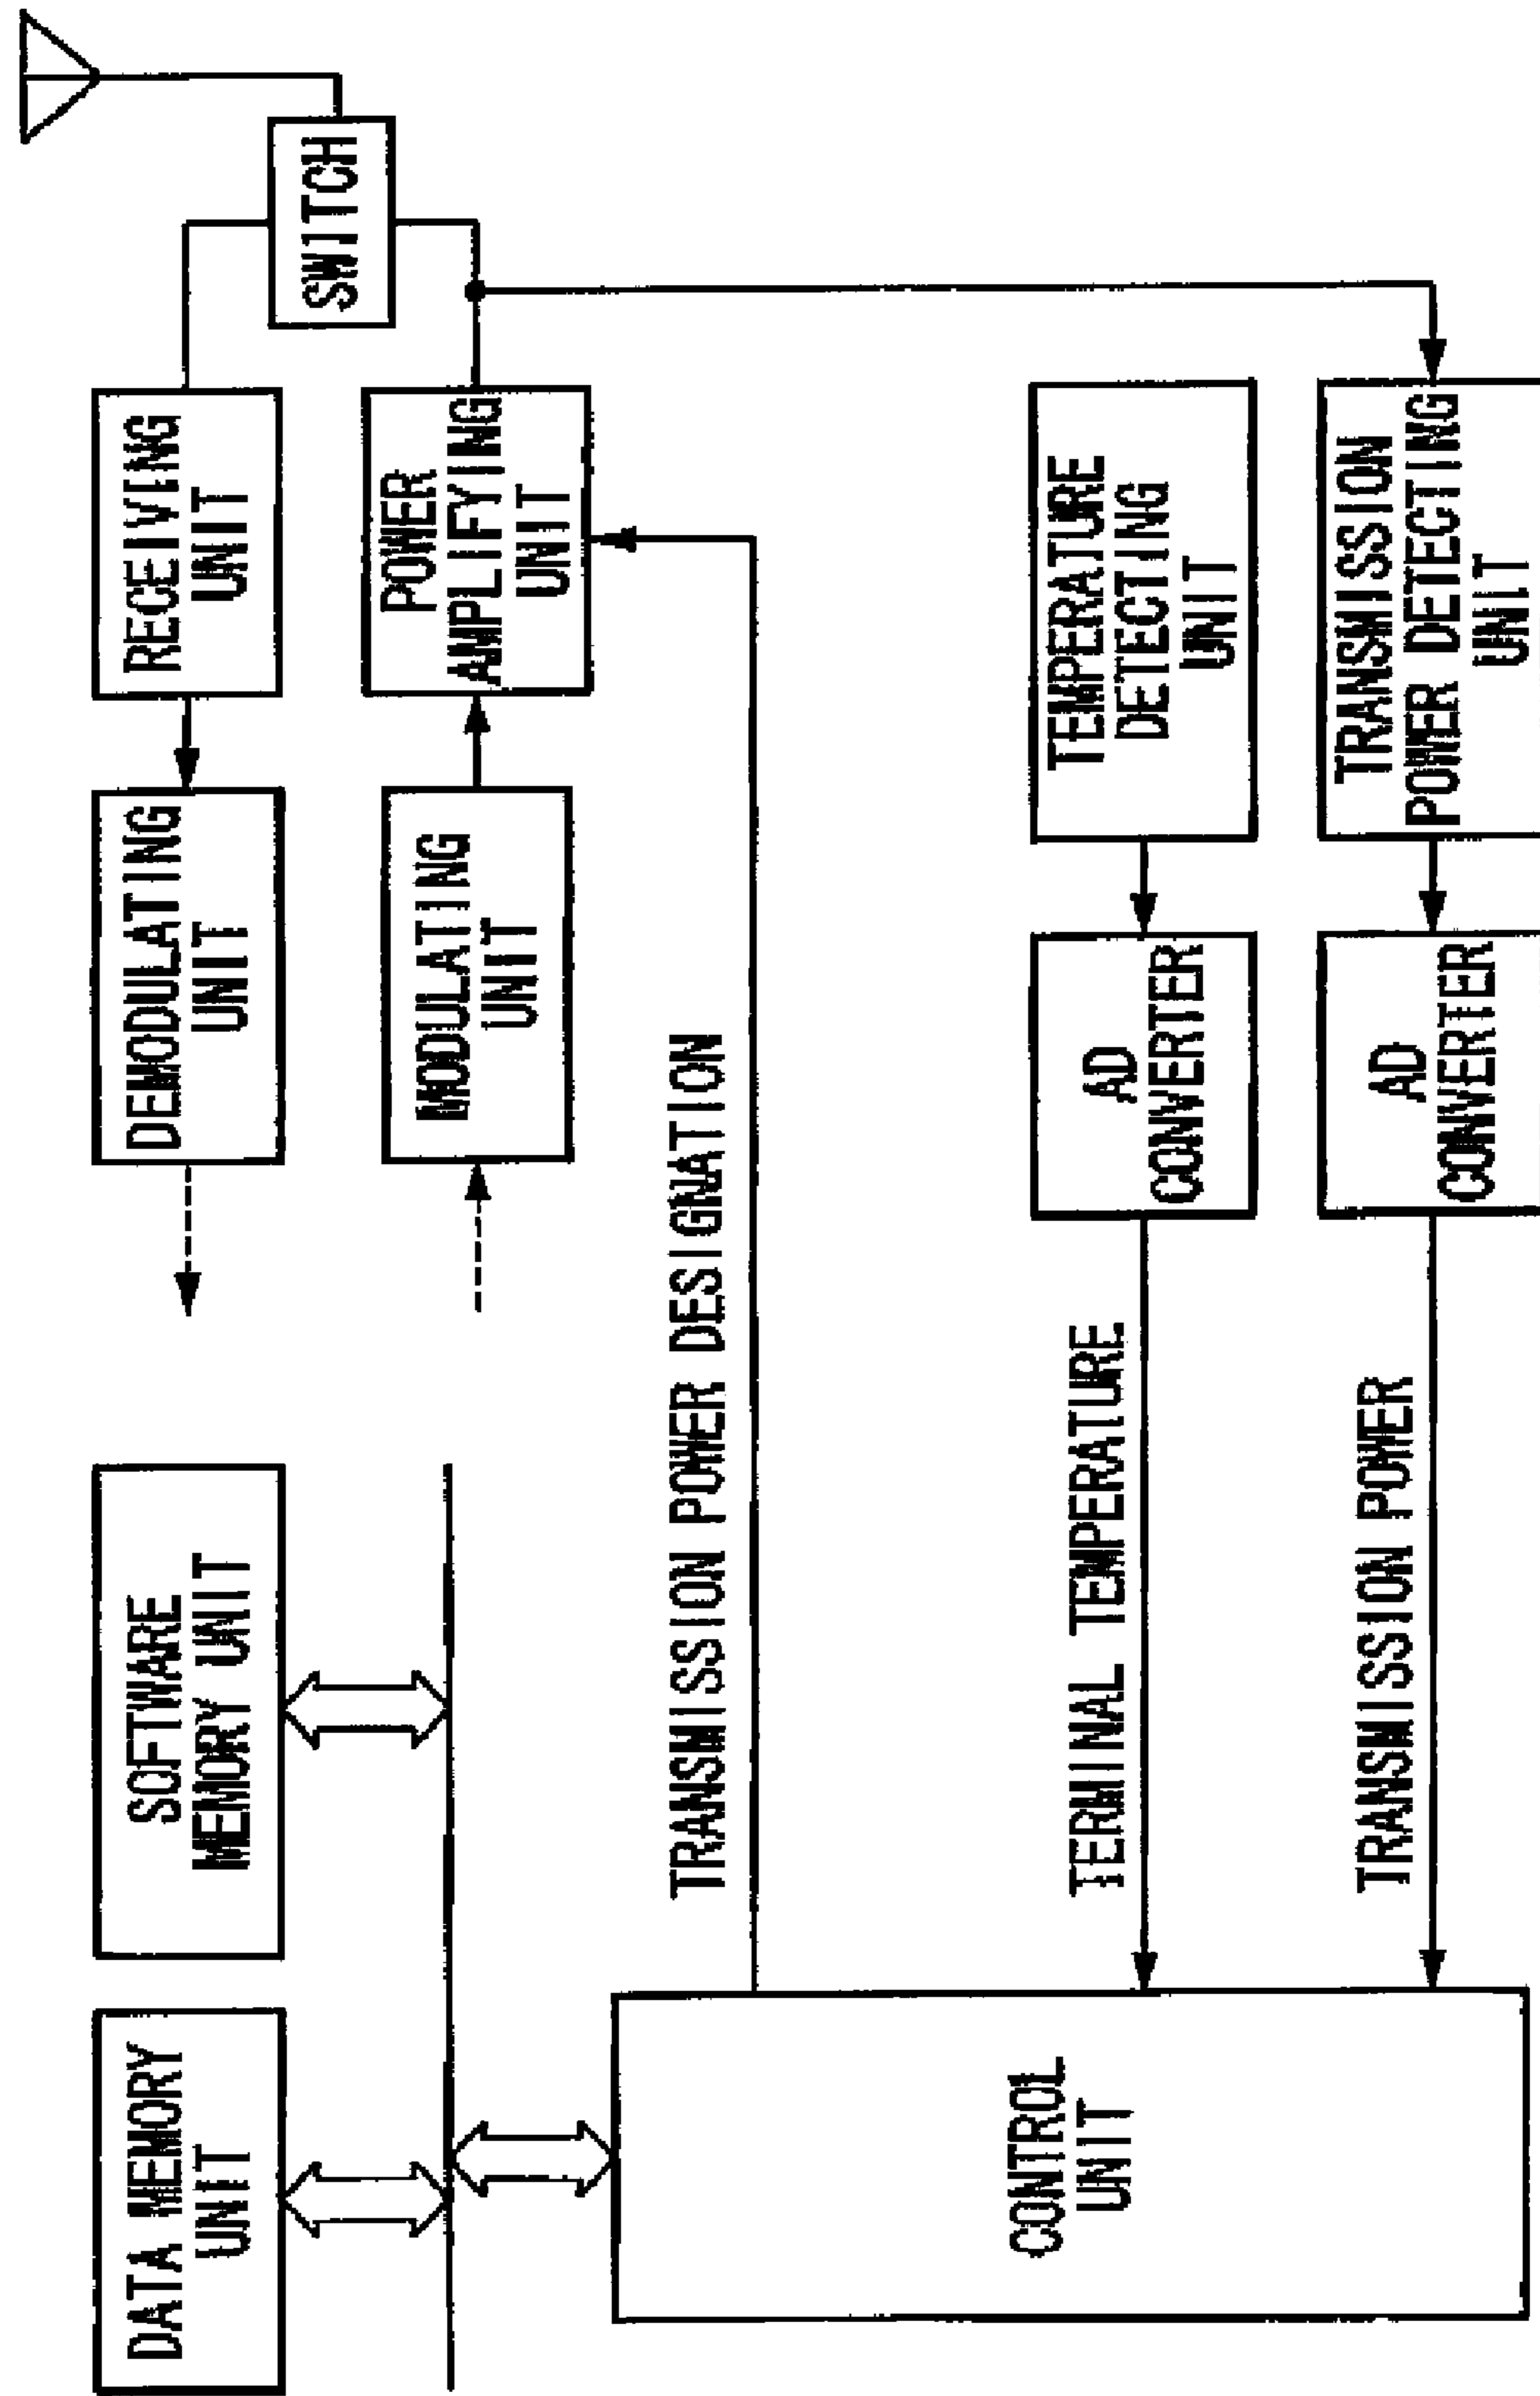 DATA MEMORY
UNIT
SOFTWARE
MEMORY UNIT
DEMODULATING
UNIT
RECEIVING
UNIT
SWITCH
MODULATING
UNIT
POWER
AMPLIFYING
UNIT
TRANSMISSION POWER DESIGNATION
CONTROL
UNIT
TERMINAL TEMPERATURE
AD
CONVERTER
TEMPERATURE
DETECTING
UNIT
TRANSMISSION POWER
AD
CONVERTER
TRANSMISSION
POWER DETECTING
UNIT